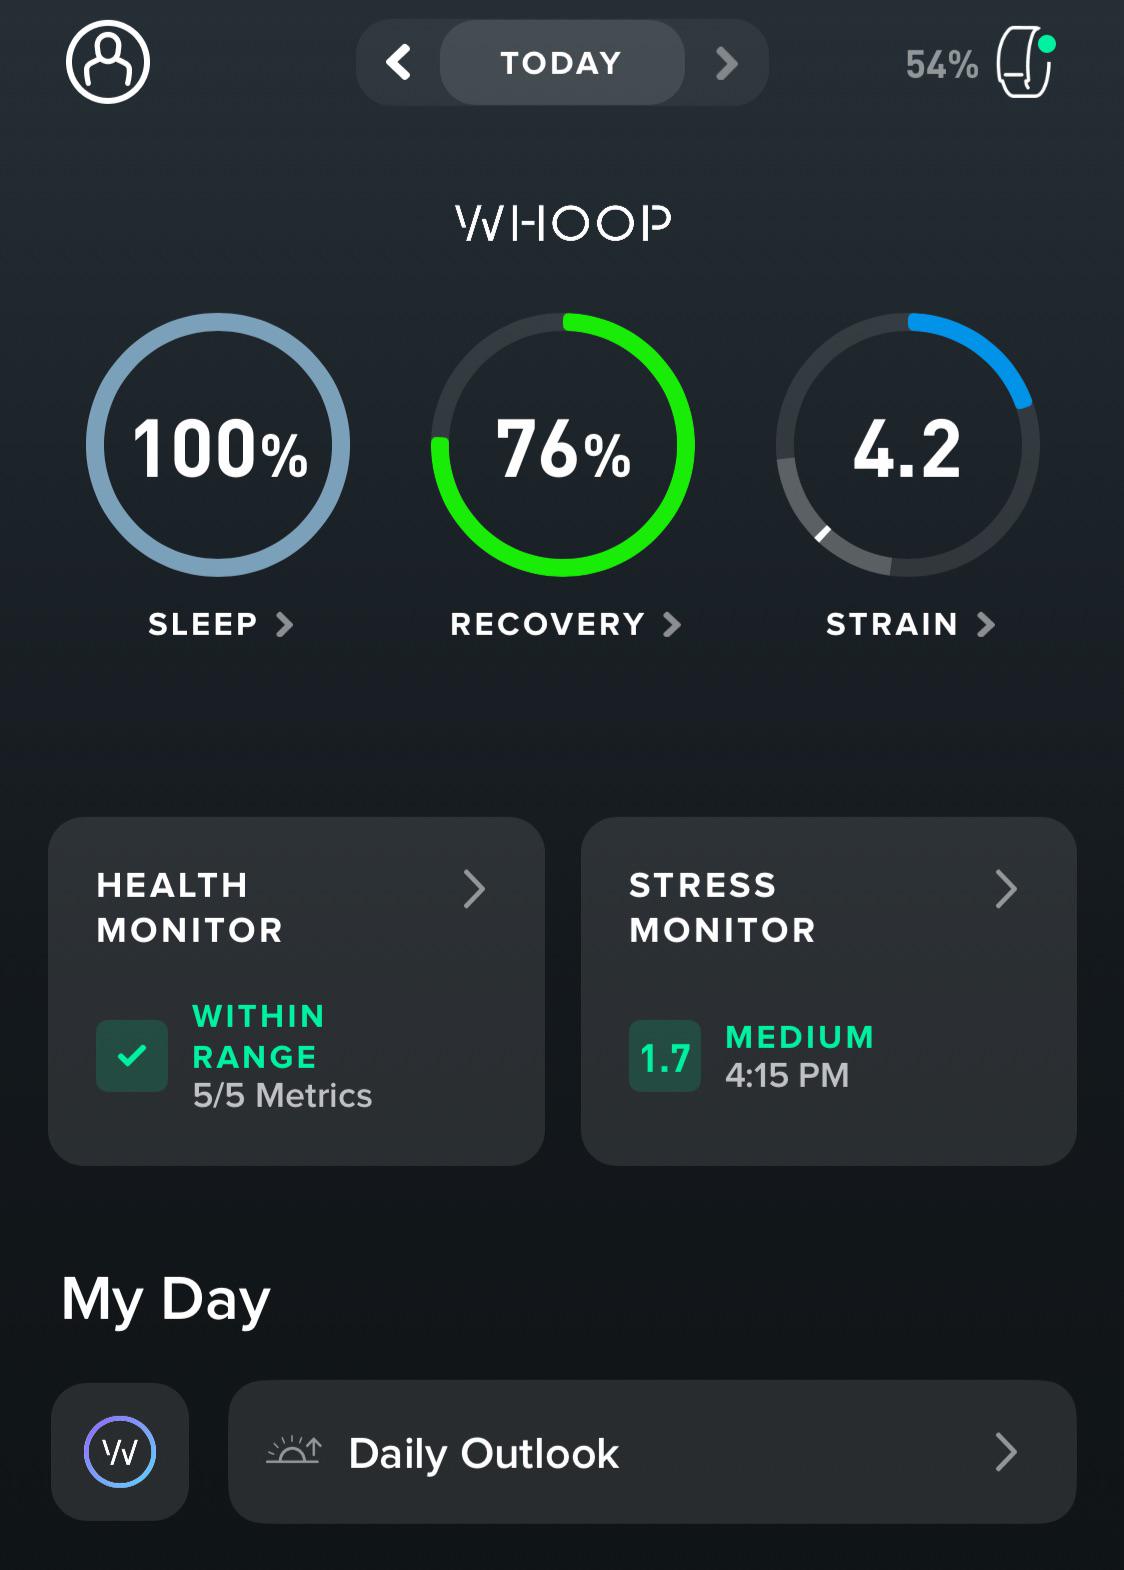 TODAY
54%
WHOOP
100%
76%
4.2
SLEEP
RECOVERY
STRAIN
HEALTH
MONITOR
WITHIN
RANGE
5/5 Metrics
STRESS
MONITOR
1.7
MEDIUM
4:15 PM
My Day
W
Daily Outlook